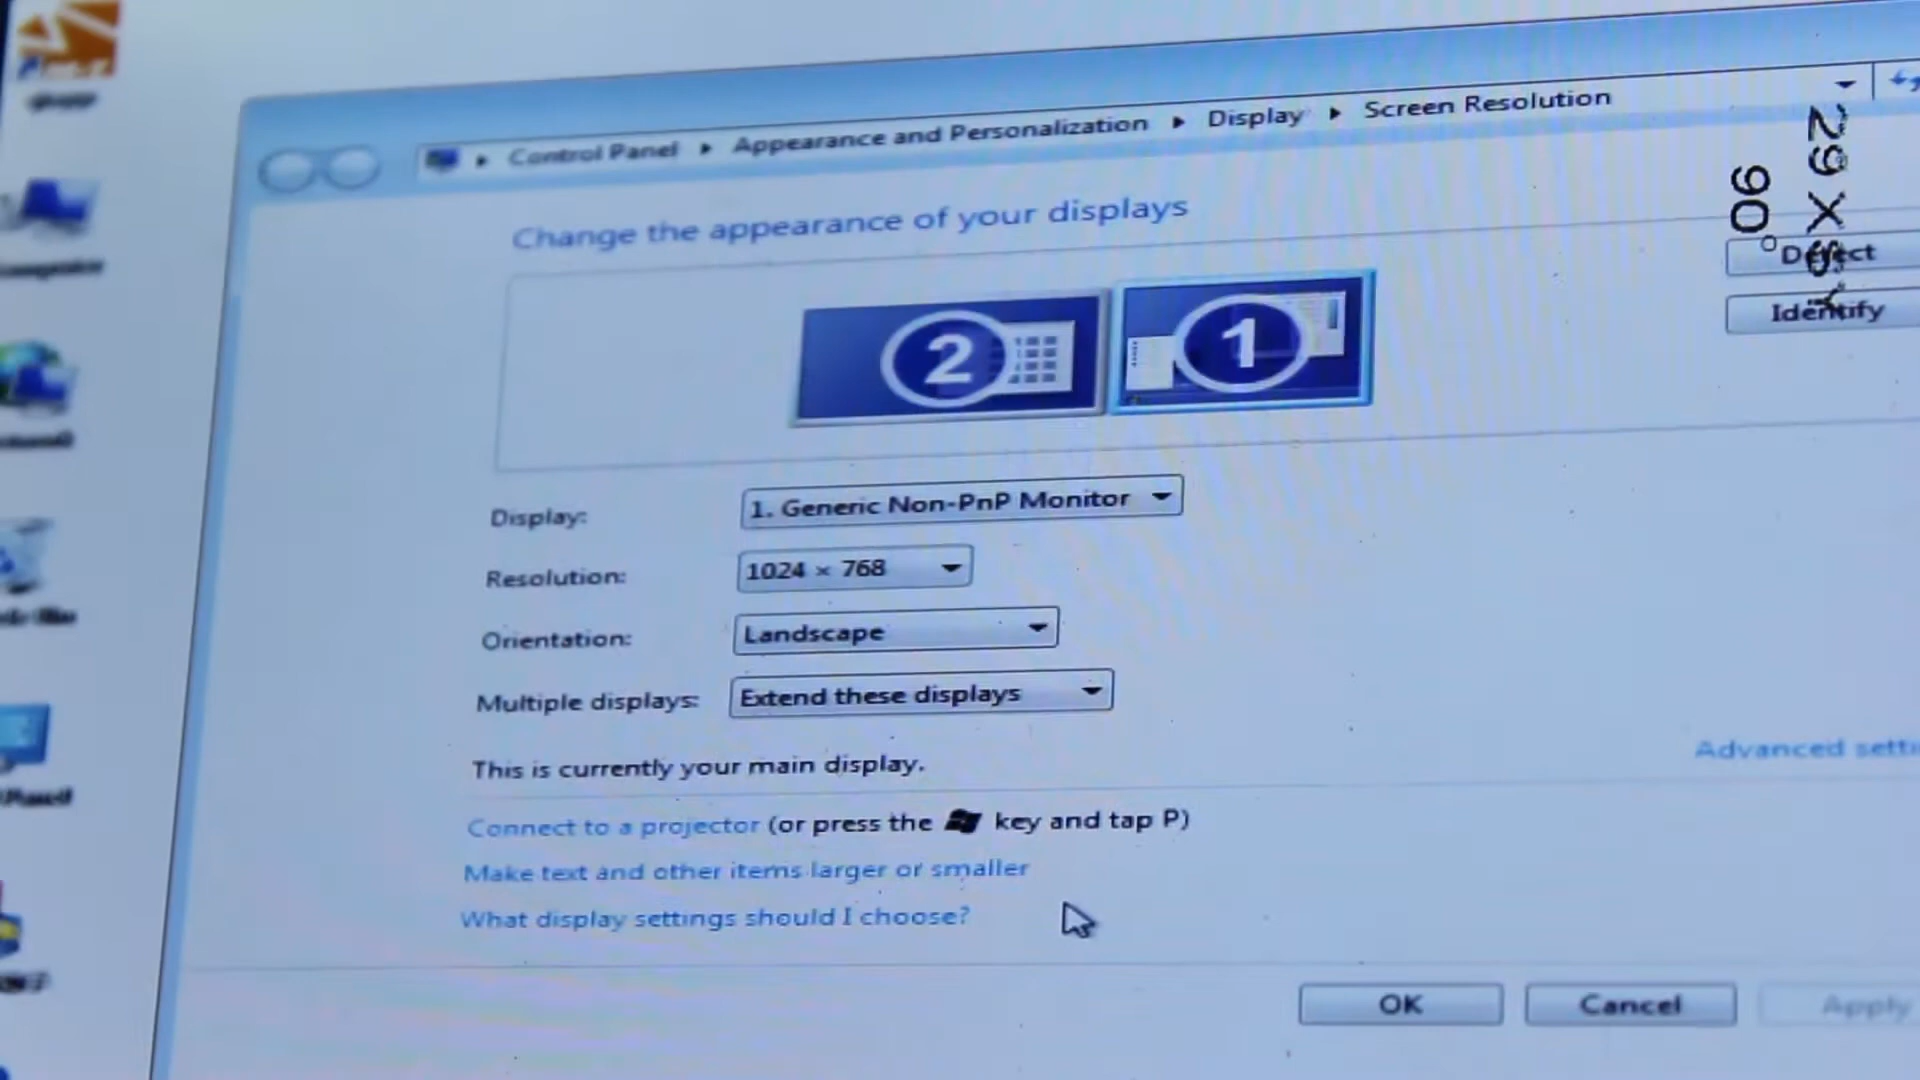 Control Panel ▸ Appearance and Personalization ▸ Display ▸ Screen Resolution
Change the appearance of your displays
2
1
90°
Detect
Identify
Display:
1. Generic Non-PnP Monitor
Resolution:
1024 × 768
Orientation:
Landscape
Multiple displays:
Extend these displays
This is currently your main display.
Advanced
Connect to a projector (or press the key and tap P)
Make text and other items larger or smaller
What display settings should I choose?
OK
Cancel
Apply